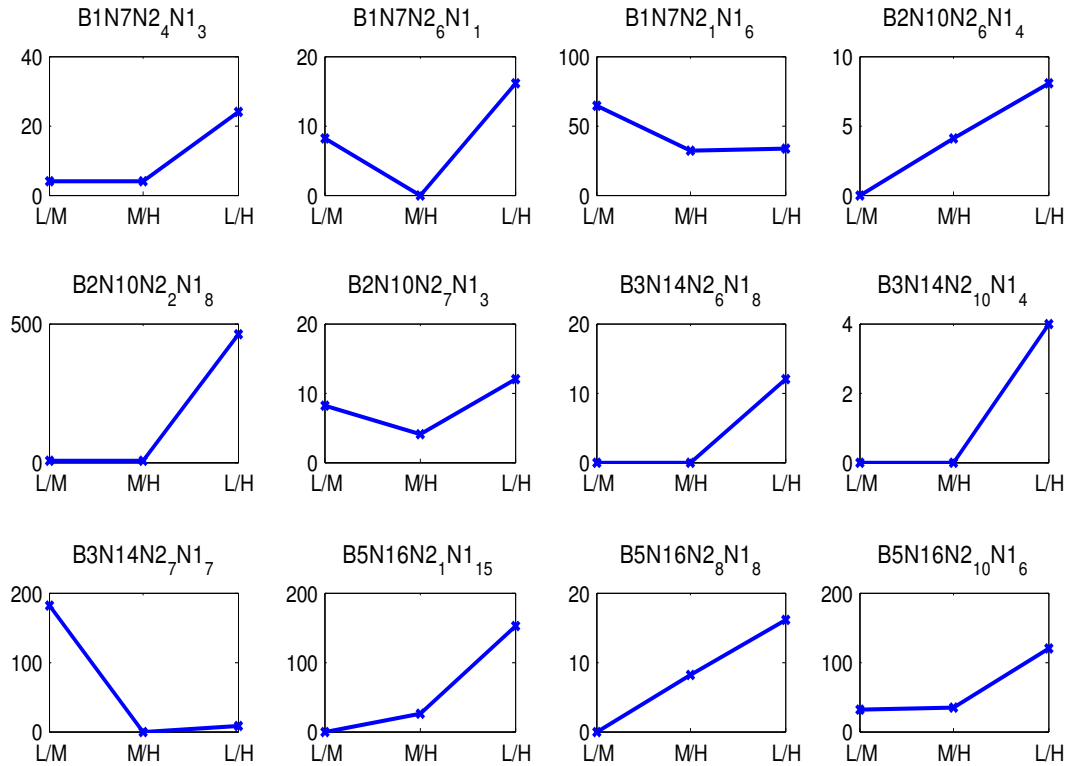 B1N7N2₄N1₃ B1N7N2₆N1₁ B1N7N2₁N1₆ B2N10N2₆N1₄
40 20 100 10
20 10 50 5
0 0 0 0
L/M M/H L/H L/M M/H L/H L/M M/H L/H L/M M/H L/H
B2N10N2₂N1₈ B2N10N2₇N1₃ B3N14N2₆N1₈ B3N14N2₁₀N1₄
500 20 20 4
10 10 2
0 0 0 0
L/M M/H L/H L/M M/H L/H L/M M/H L/H L/M M/H L/H
B3N14N2₇N1₇ B5N16N2₁N1₁₅ B5N16N2₈N1₈ B5N16N2₁₀N1₆
200 200 20 200
100 100 10 100
0 0 0 0
L/M M/H L/H L/M M/H L/H L/M M/H L/H L/M M/H L/H